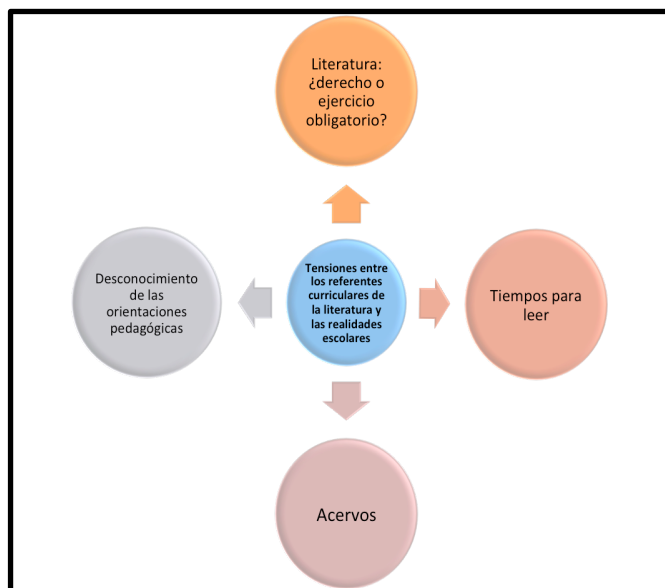 Literatura:
¿derecho o
ejercicio
obligatorio?
Desconocimiento
de las
orientaciones
pedagógicas
Tensiones entre
los referentes
curriculares de
la literatura y
las realidades
escolares
Tiempos para
leer
Acervos